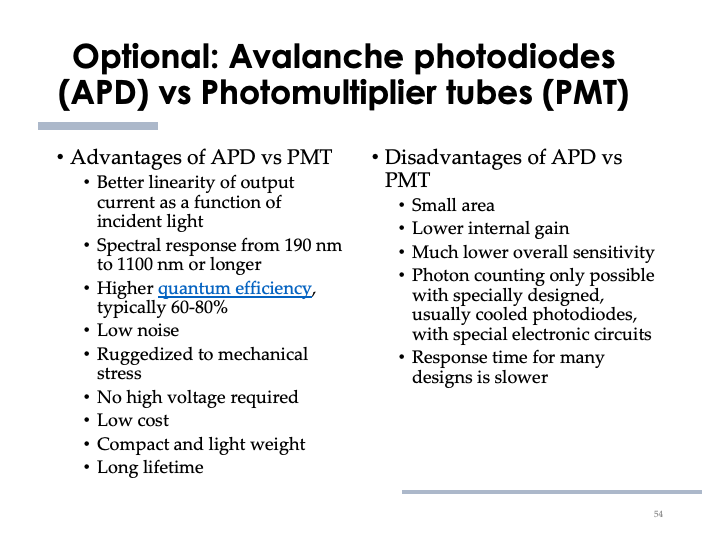 Optional: Avalanche photodiodes
(APD) vs Photomultiplier tubes (PMT)
• Advantages of APD vs PMT
• Better linearity of output
current as a function of
incident light
• Spectral response from 190 nm
to 1100 nm or longer
• Higher quantum efficiency,
typically 60-80%
• Low noise
• Ruggedized to mechanical
stress
• No high voltage required
• Low cost
• Compact and light weight
• Long lifetime
• Disadvantages of APD vs
PMT
• Small area
• Lower internal gain
• Much lower overall sensitivity
• Photon counting only possible
with specially designed,
usually cooled photodiodes,
with special electronic circuits
• Response time for many
designs is slower
54